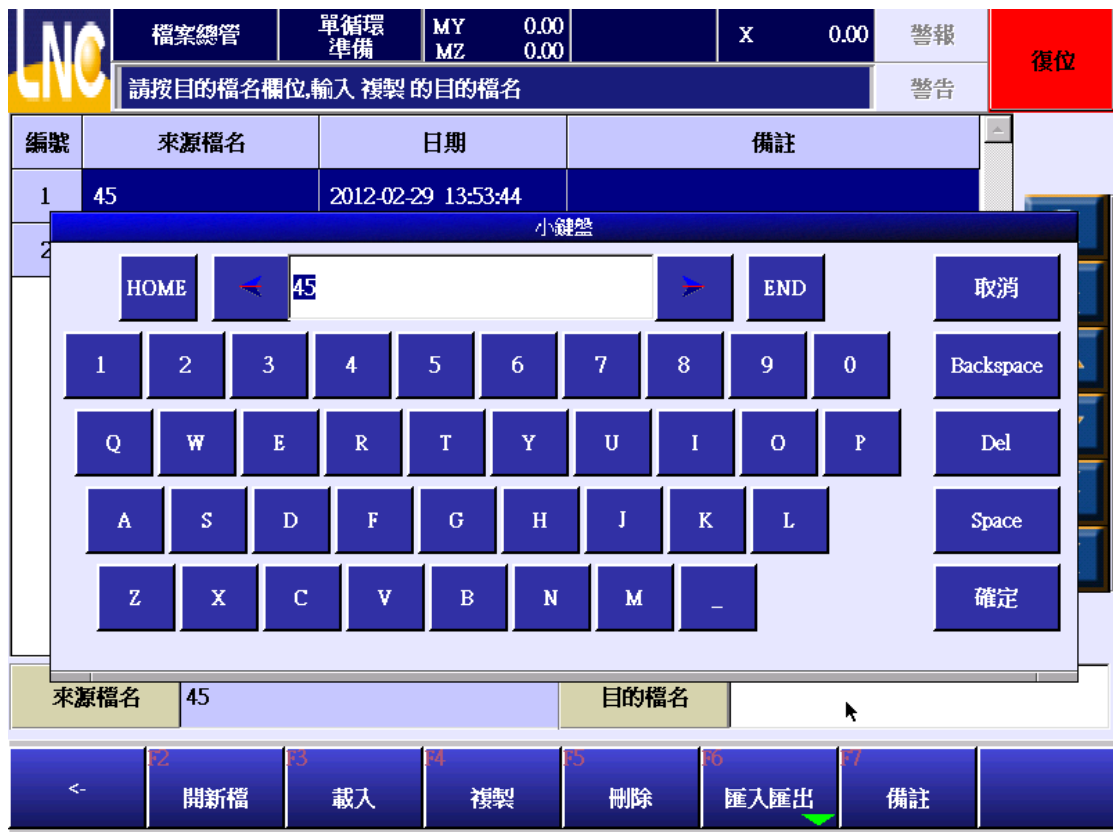 LNC 檔案總管 單循環 MY 0.00 X 0.00 警報 復位
準備 MZ 0.00
請按目的檔名欄位,輸入 複製 的目的檔名 警告
編號 來源檔名 日期 備註
1 45 2012-02-29 13:53:44
2
小鍵盤
HOME 45 END 取消
1 2 3 4 5 6 7 8 9 0 Backspace
Q W E R T Y U I O P Del
A S D F G H J K L Space
Z X C V B N M _ 確定
來源檔名 45 目的檔名
<- F2 開新檔 F3 載入 F4 複製 F5 刪除 F6 匯入匯出 F7 備註